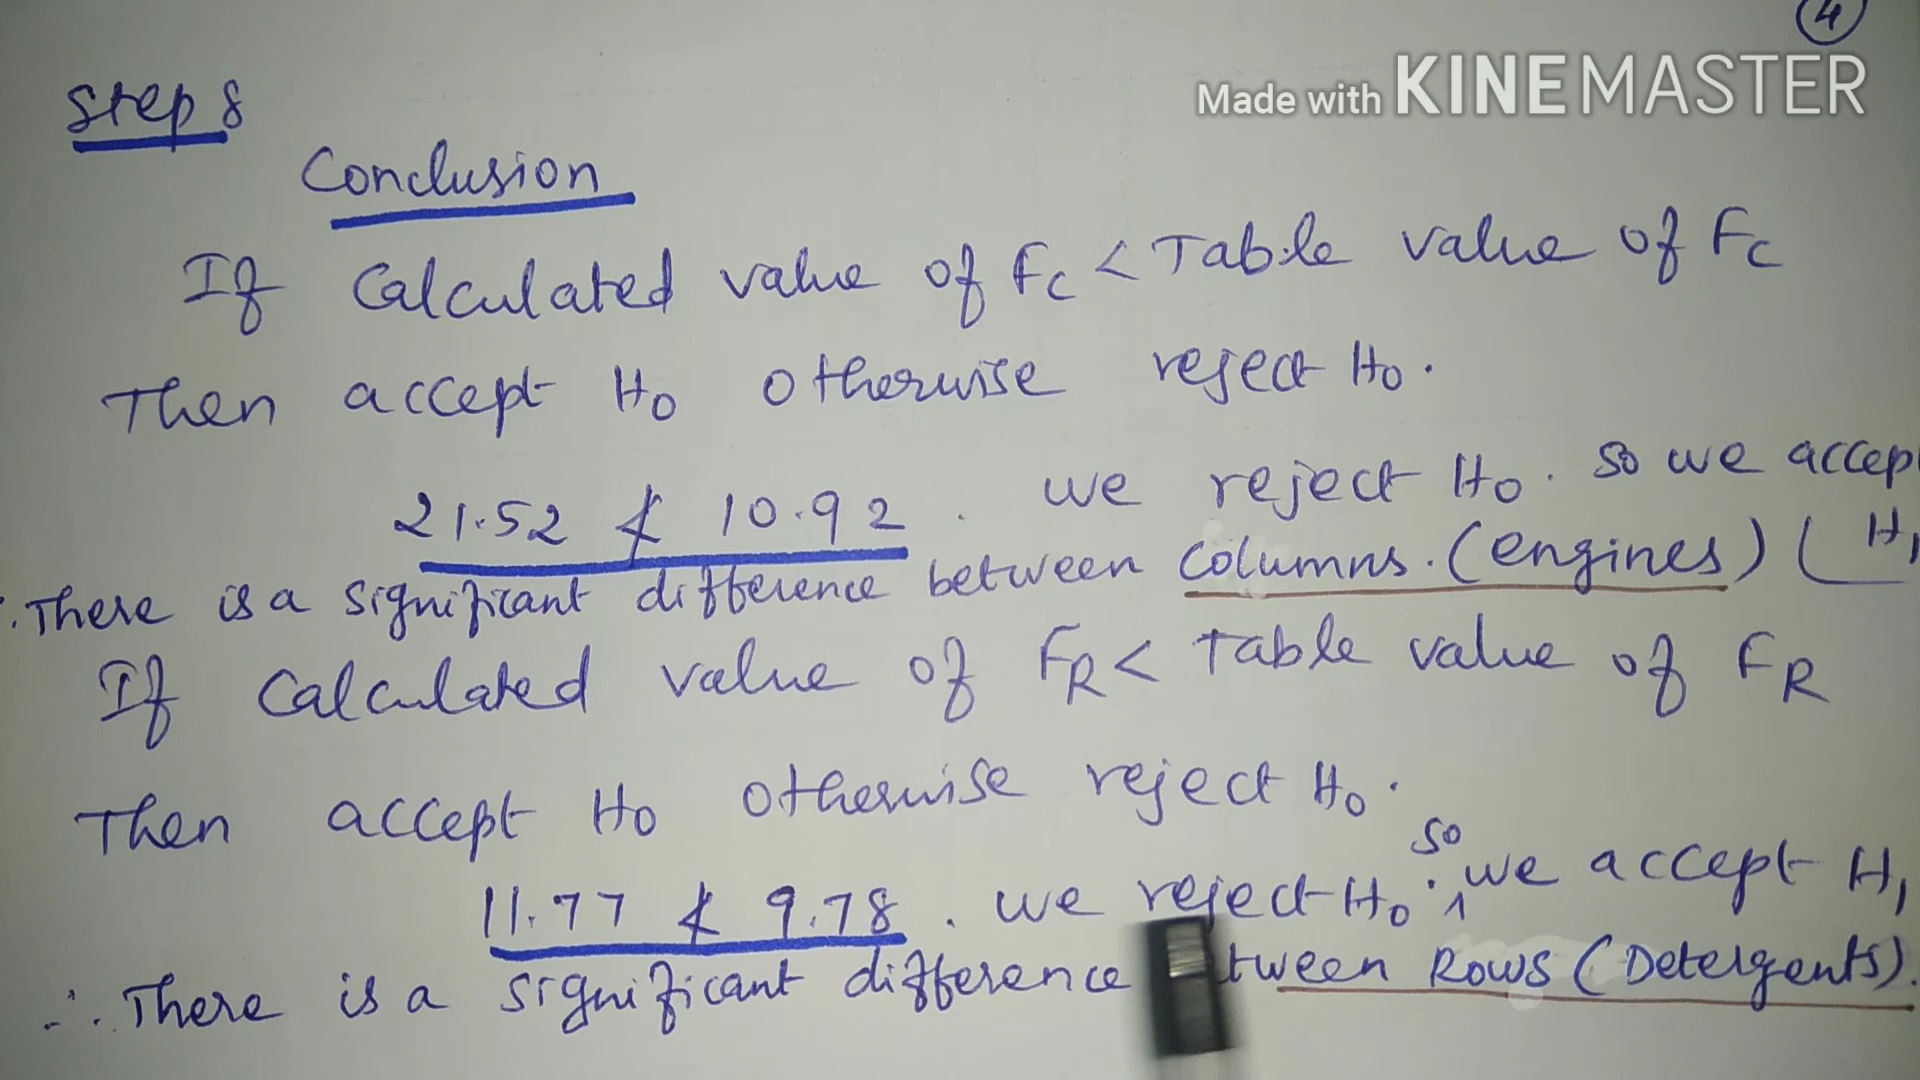 4
Made with KINEMASTER
Step 8
Conclusion
If Calculated value of Fc < Table value of Fc
Then accept H0 otherwise reject H0.
21.52 ≮ 10.92. we reject H0. so we accep
∴ There is a significant difference between columns. (engines) ( H1
If Calculated value of FR < Table value of FR
Then accept H0 otherwise reject H0.
11.77 ≮ 9.78. we reject H0. so we accept H1
∴ There is a significant difference tween Rows (Detergents).